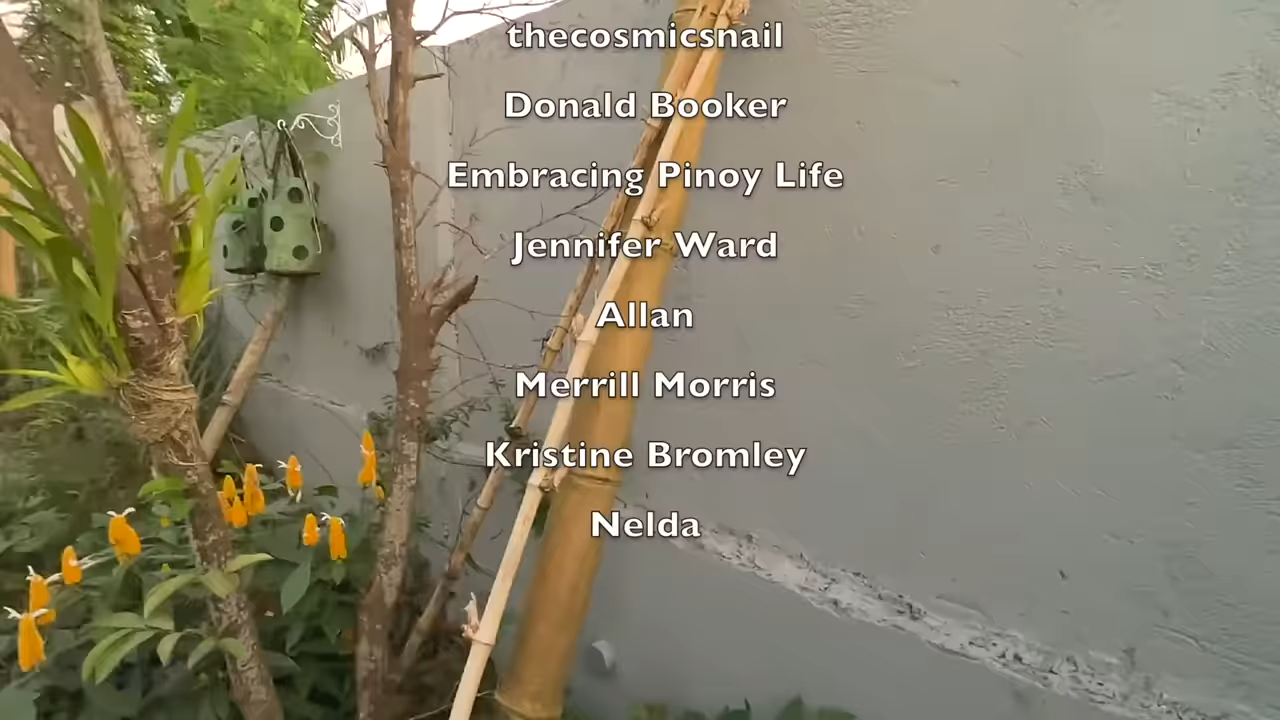 thecosmicsnail
Donald Booker
Embracing Pinoy Life
Jennifer Ward
Allan
Merrill Morris
Kristine Bromley
Nelda